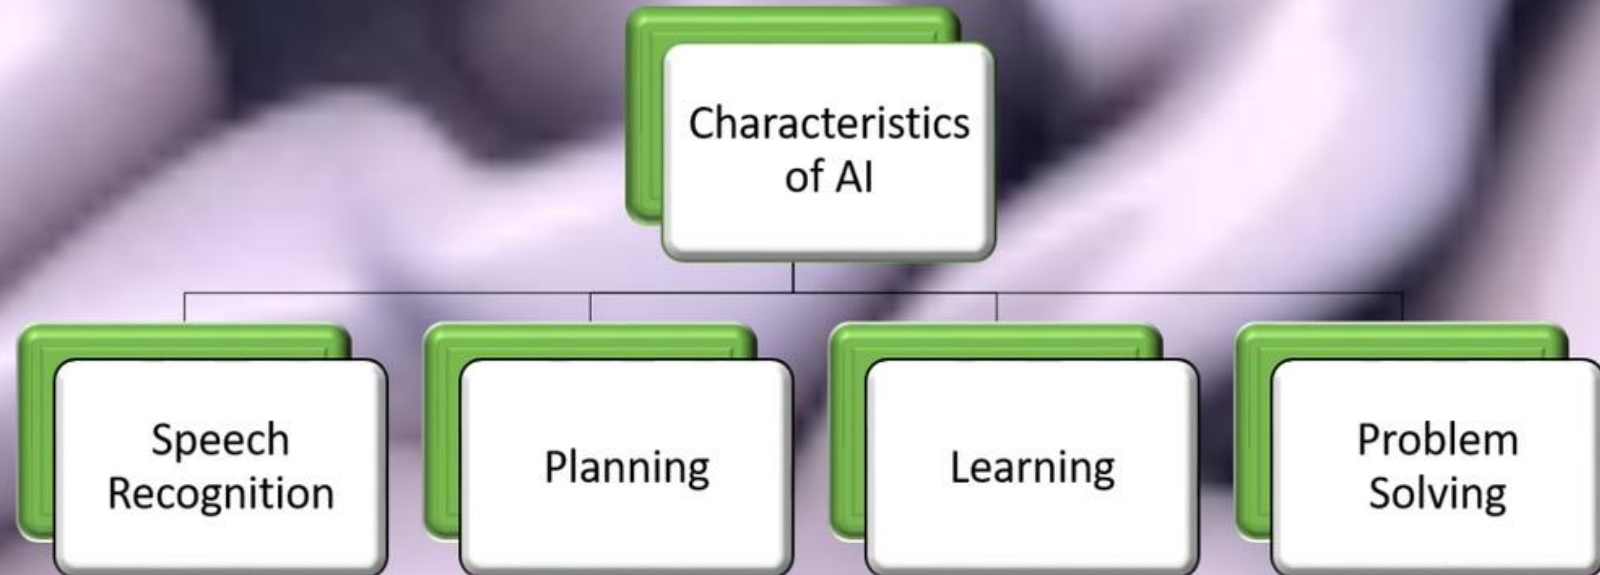 Characteristics
of AI
Speech
Recognition
Planning
Learning
Problem
Solving